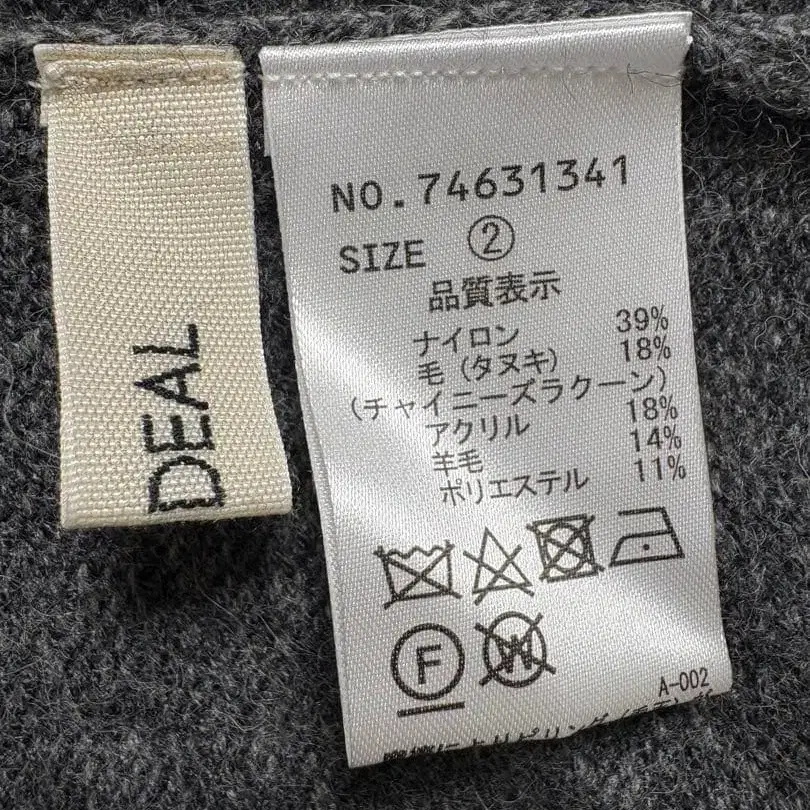 DEAL
NO.74631341
SIZE ②
品質表示
ナイロン 39%
毛(タヌキ) 18%
(チャイニーズラクーン)
アクリル 18%
羊毛 14%
ポリエステル 11%
F
W
A-002